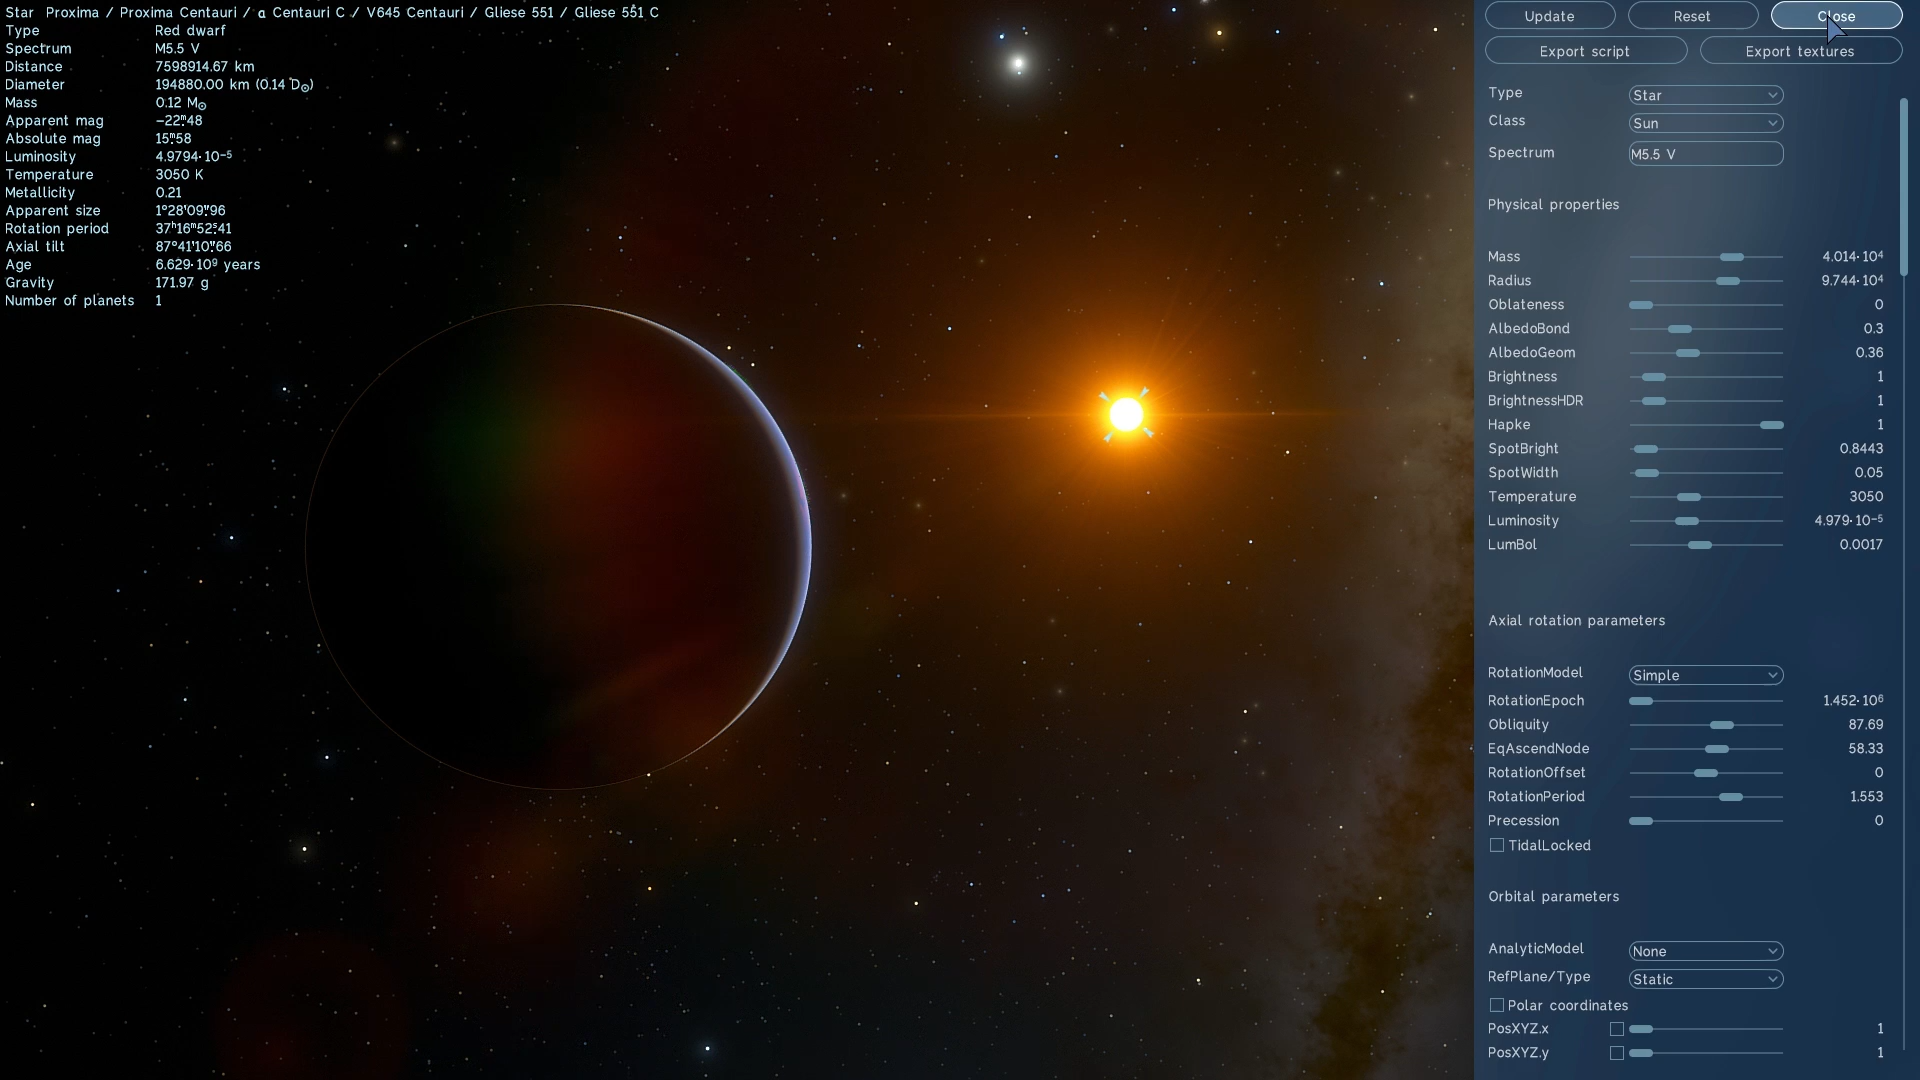 Star Proxima / Proxima Centauri / α Centauri C / V645 Centauri / Gliese 551 / Gliese 551 C
Type Red dwarf
Spectrum M5.5 V
Distance 7598914.67 km
Diameter 194880.00 km (0.14 D☉)
Mass 0.12 M☉
Apparent mag −22ᵐ48
Absolute mag 15ᵐ58
Luminosity 4.9794·10⁻⁵
Temperature 3050 K
Metallicity 0.21
Apparent size 1°28'09"96
Rotation period 37ʰ16ᵐ52ˢ41
Axial tilt 87°41'10"66
Age 6.629·10⁹ years
Gravity 171.97 g
Number of planets 1
Update Reset Close
Export script Export textures
Type Star
Class Sun
Spectrum M5.5 V
Physical properties
Mass 4.014·10⁴
Radius 9.744·10⁴
Oblateness 0
AlbedoBond 0.3
AlbedoGeom 0.36
Brightness 1
BrightnessHDR 1
Hapke 1
SpotBright 0.8443
SpotWidth 0.05
Temperature 3050
Luminosity 4.979·10⁻⁵
LumBol 0.0017
Axial rotation parameters
RotationModel Simple
RotationEpoch 1.452·10⁶
Obliquity 87.69
EqAscendNode 58.33
RotationOffset 0
RotationPeriod 1.553
Precession 0
TidalLocked
Orbital parameters
AnalyticModel None
RefPlane/Type Static
Polar coordinates
PosXYZ.x 1
PosXYZ.y 1